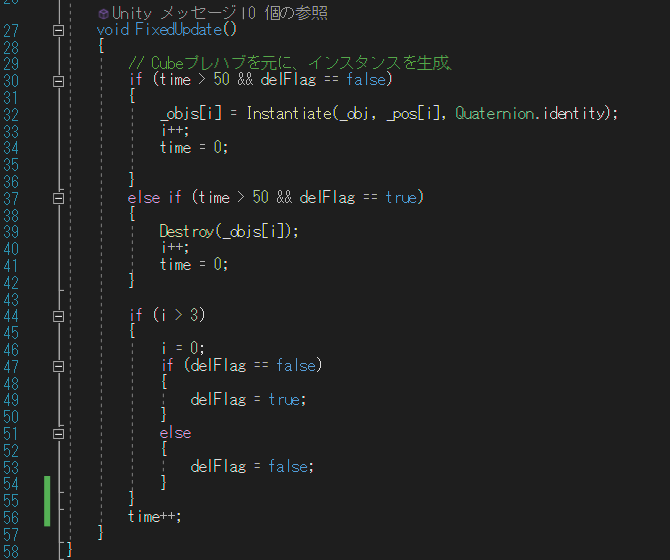 Unity メッセージ|0 個の参照
27 void FixedUpdate()
28 {
29 // Cubeプレハブを元に、インスタンスを生成、
30 if (time > 50 && delFlag == false)
31 {
32 _objs[i] = Instantiate(_obj, _pos[i], Quaternion.identity);
33 i++;
34 time = 0;
35
36 }
37 else if (time > 50 && delFlag == true)
38 {
39 Destroy(_objs[i]);
40 i++;
41 time = 0;
42 }
43
44 if (i > 3)
45 {
46 i = 0;
47 if (delFlag == false)
48 {
49 delFlag = true;
50 }
51 else
52 {
53 delFlag = false;
54 }
55 }
56 time++;
57 }
58 }